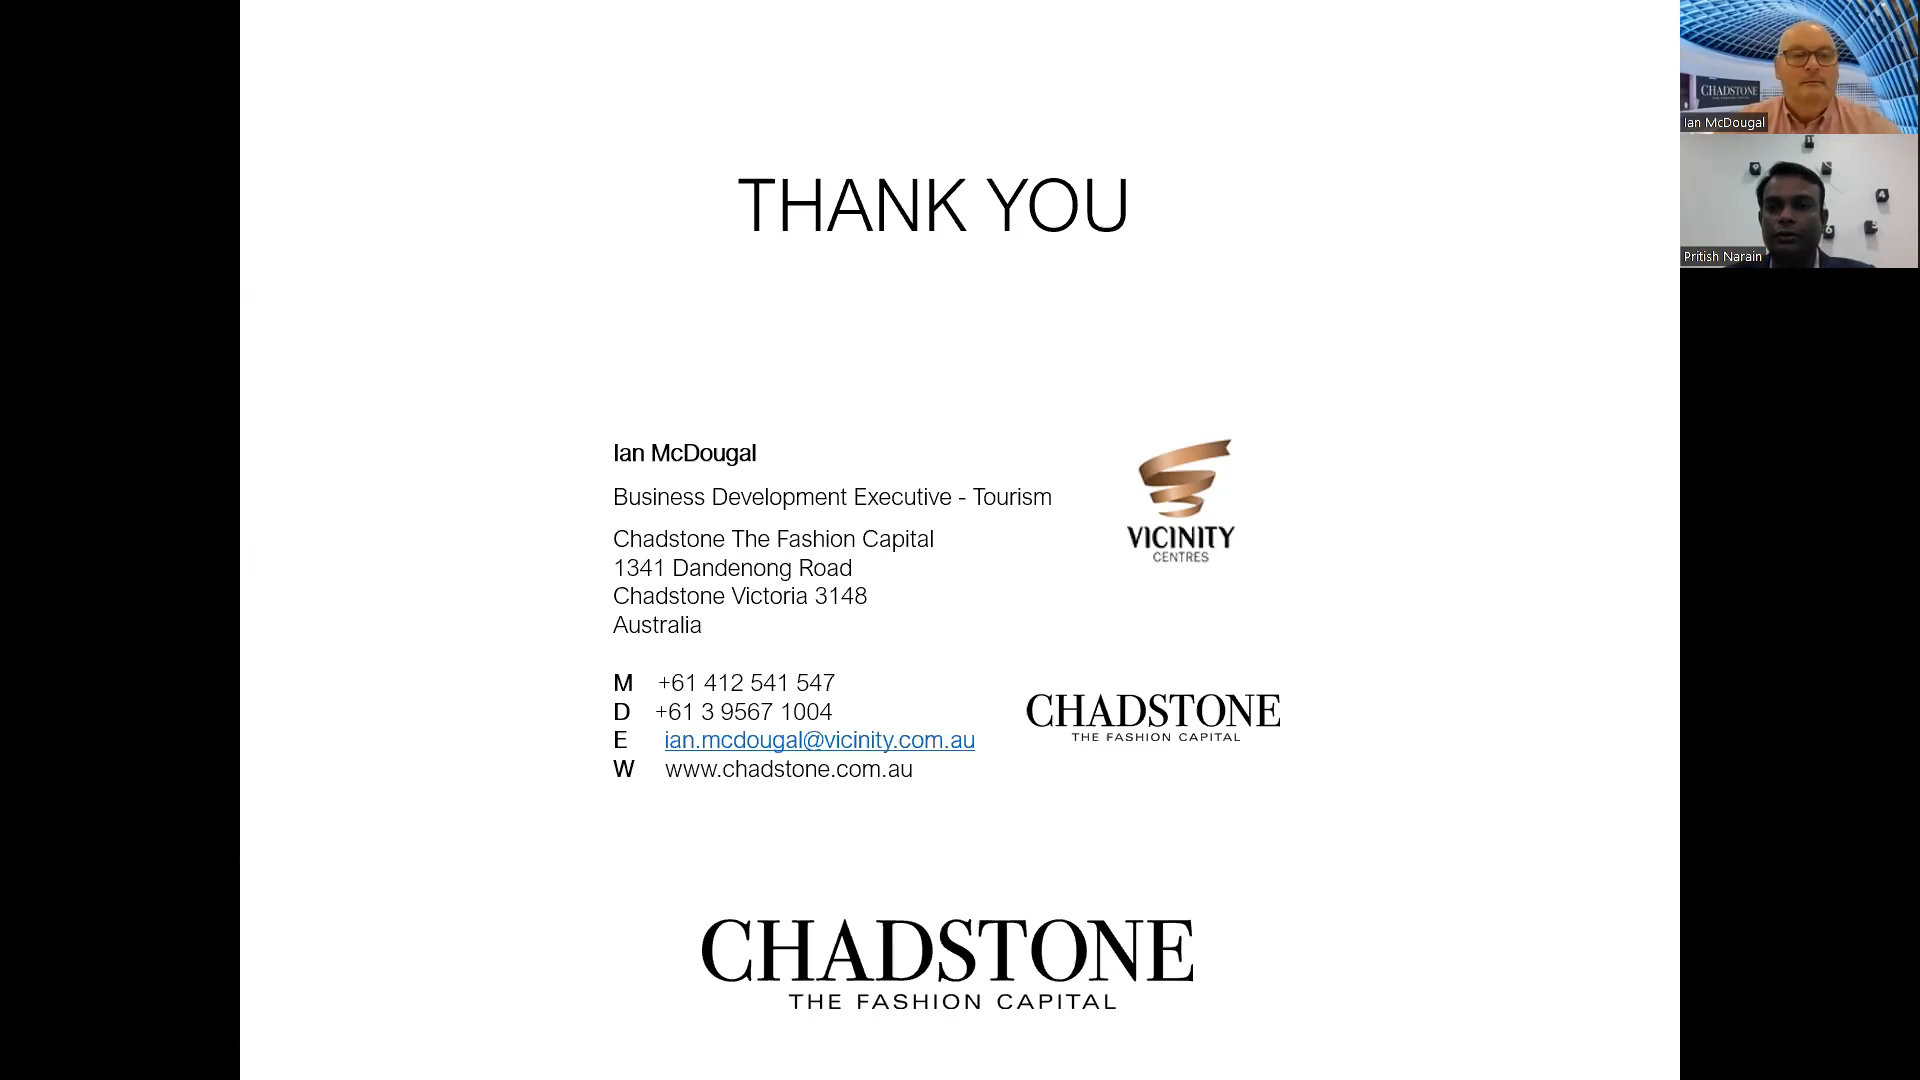 THANK YOU
Ian McDougal
Business Development Executive - Tourism
Chadstone The Fashion Capital
1341 Dandenong Road
Chadstone Victoria 3148
Australia
M +61 412 541 547
D +61 3 9567 1004
E ian.mcdougal@vicinity.com.au
W www.chadstone.com.au
VICINITY
CENTRES
CHADSTONE
THE FASHION CAPITAL
CHADSTONE
THE FASHION CAPITAL
CHADSTONE
Ian McDougal
Pritish Narain